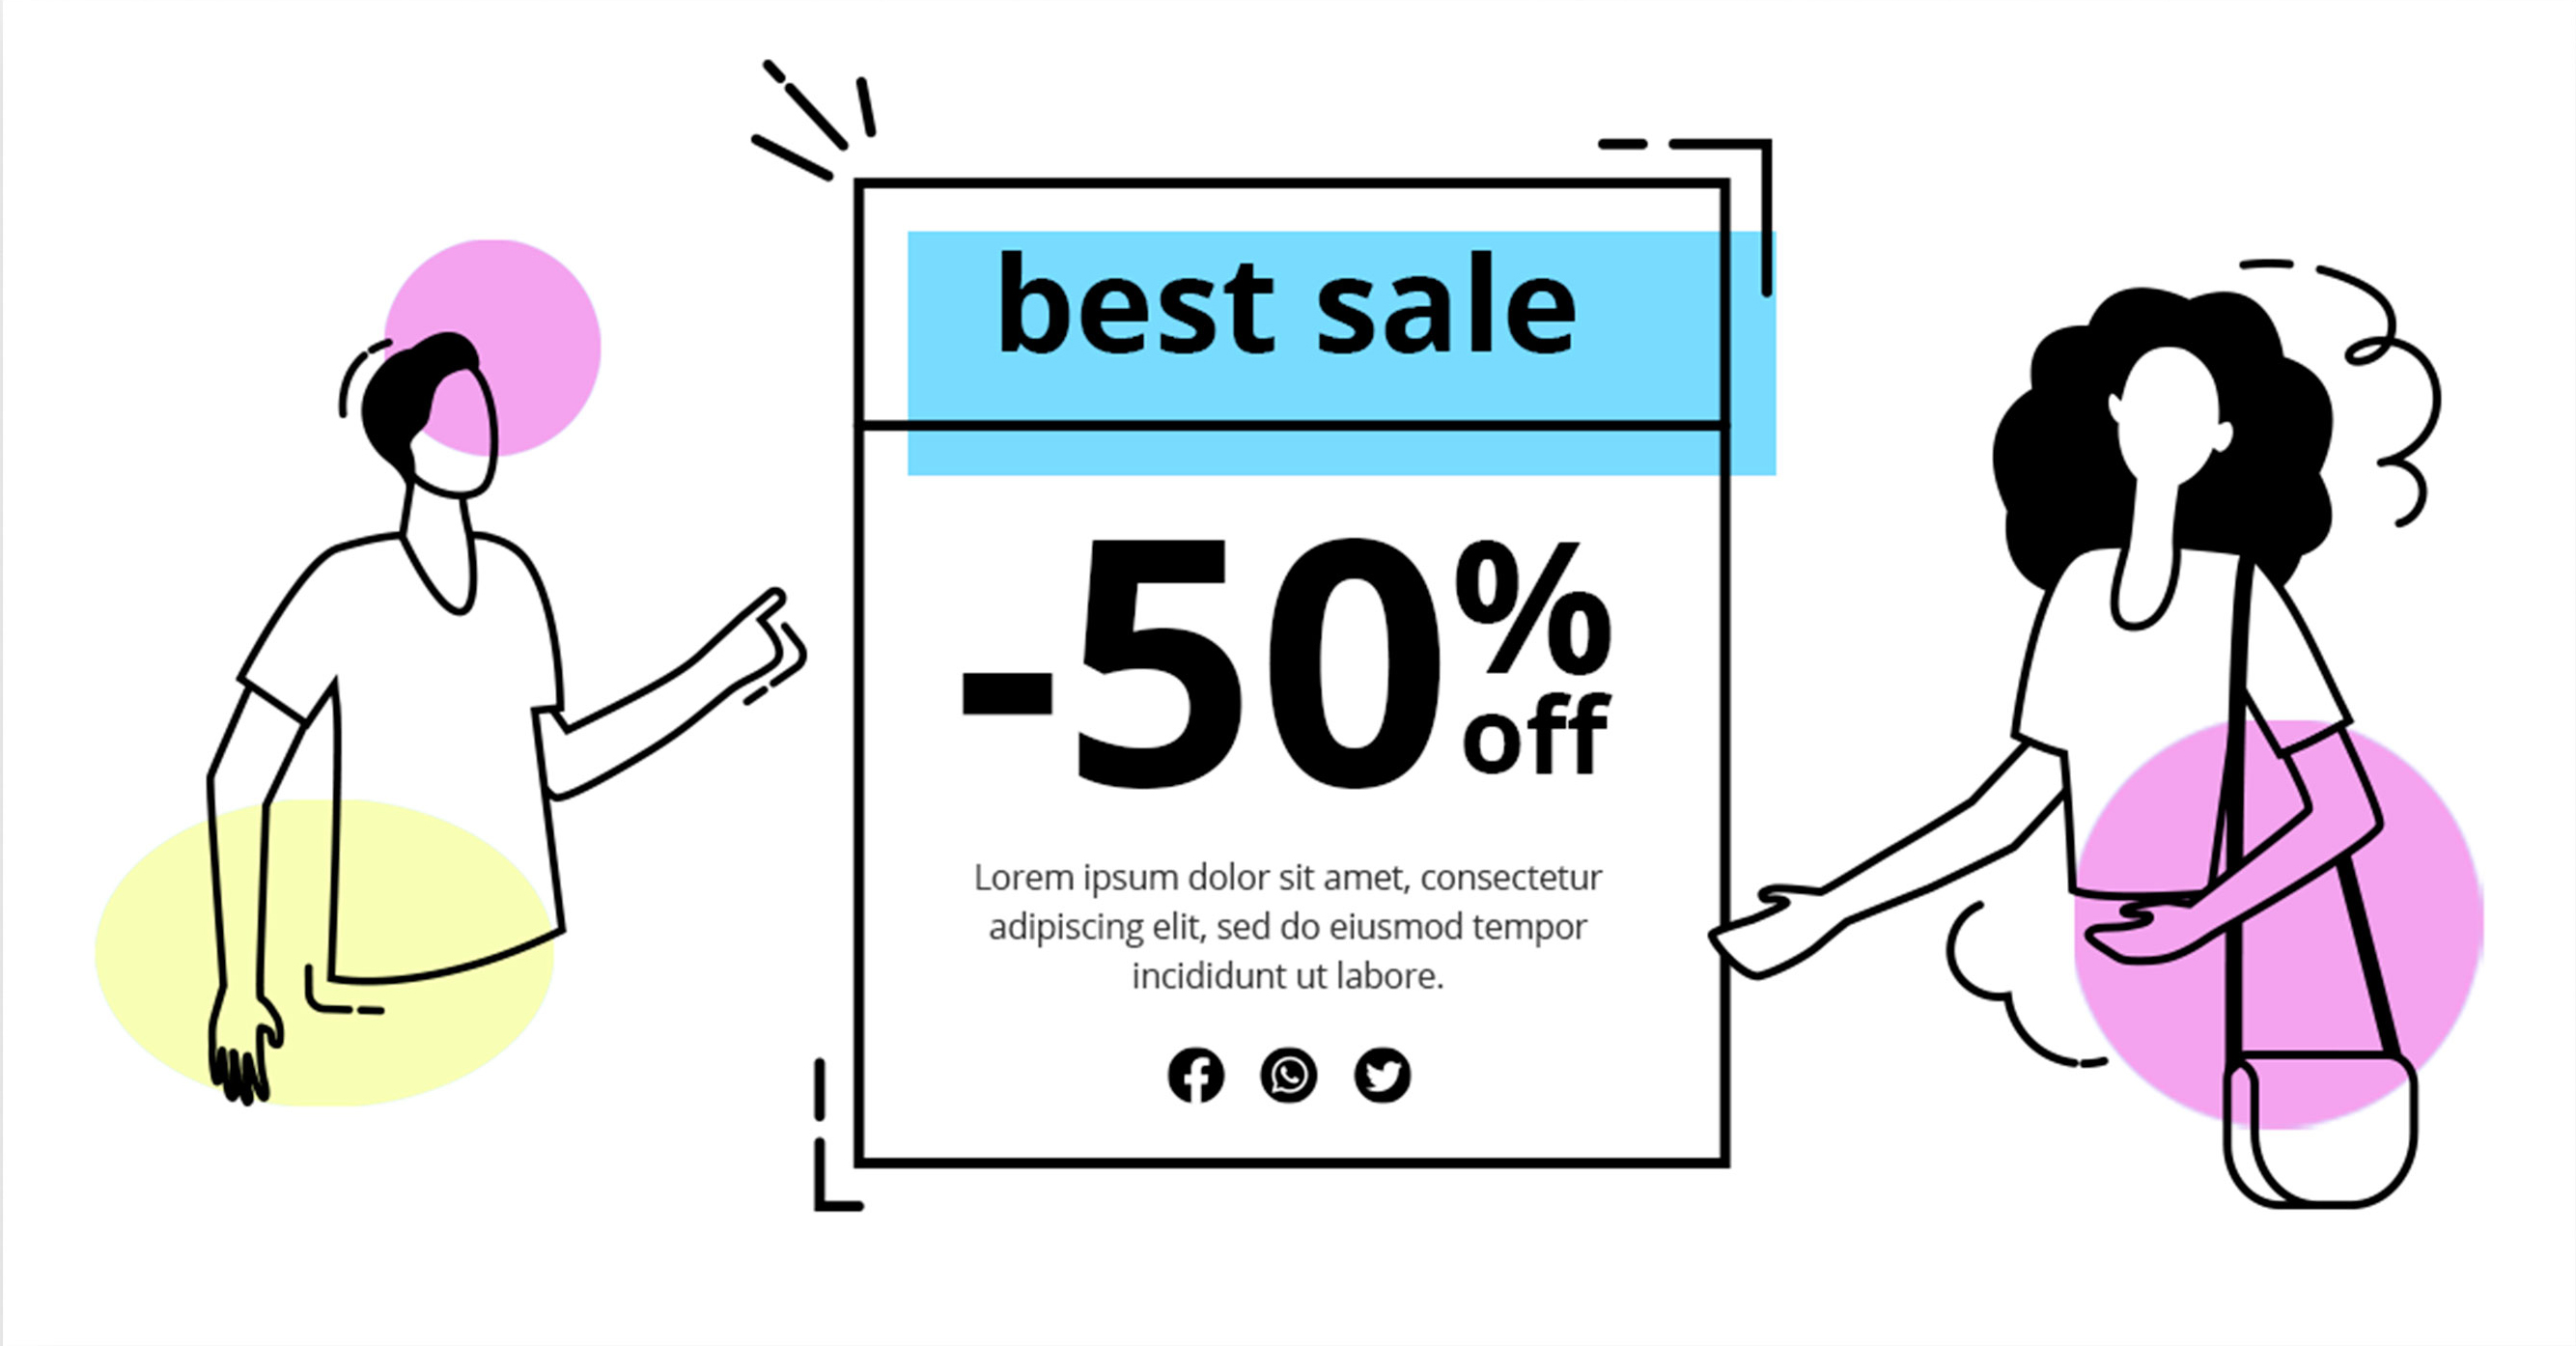 best sale
-50%
off
Lorem ipsum dolor sit amet, consectetur
adipiscing elit, sed do eiusmod tempor
incididunt ut labore.